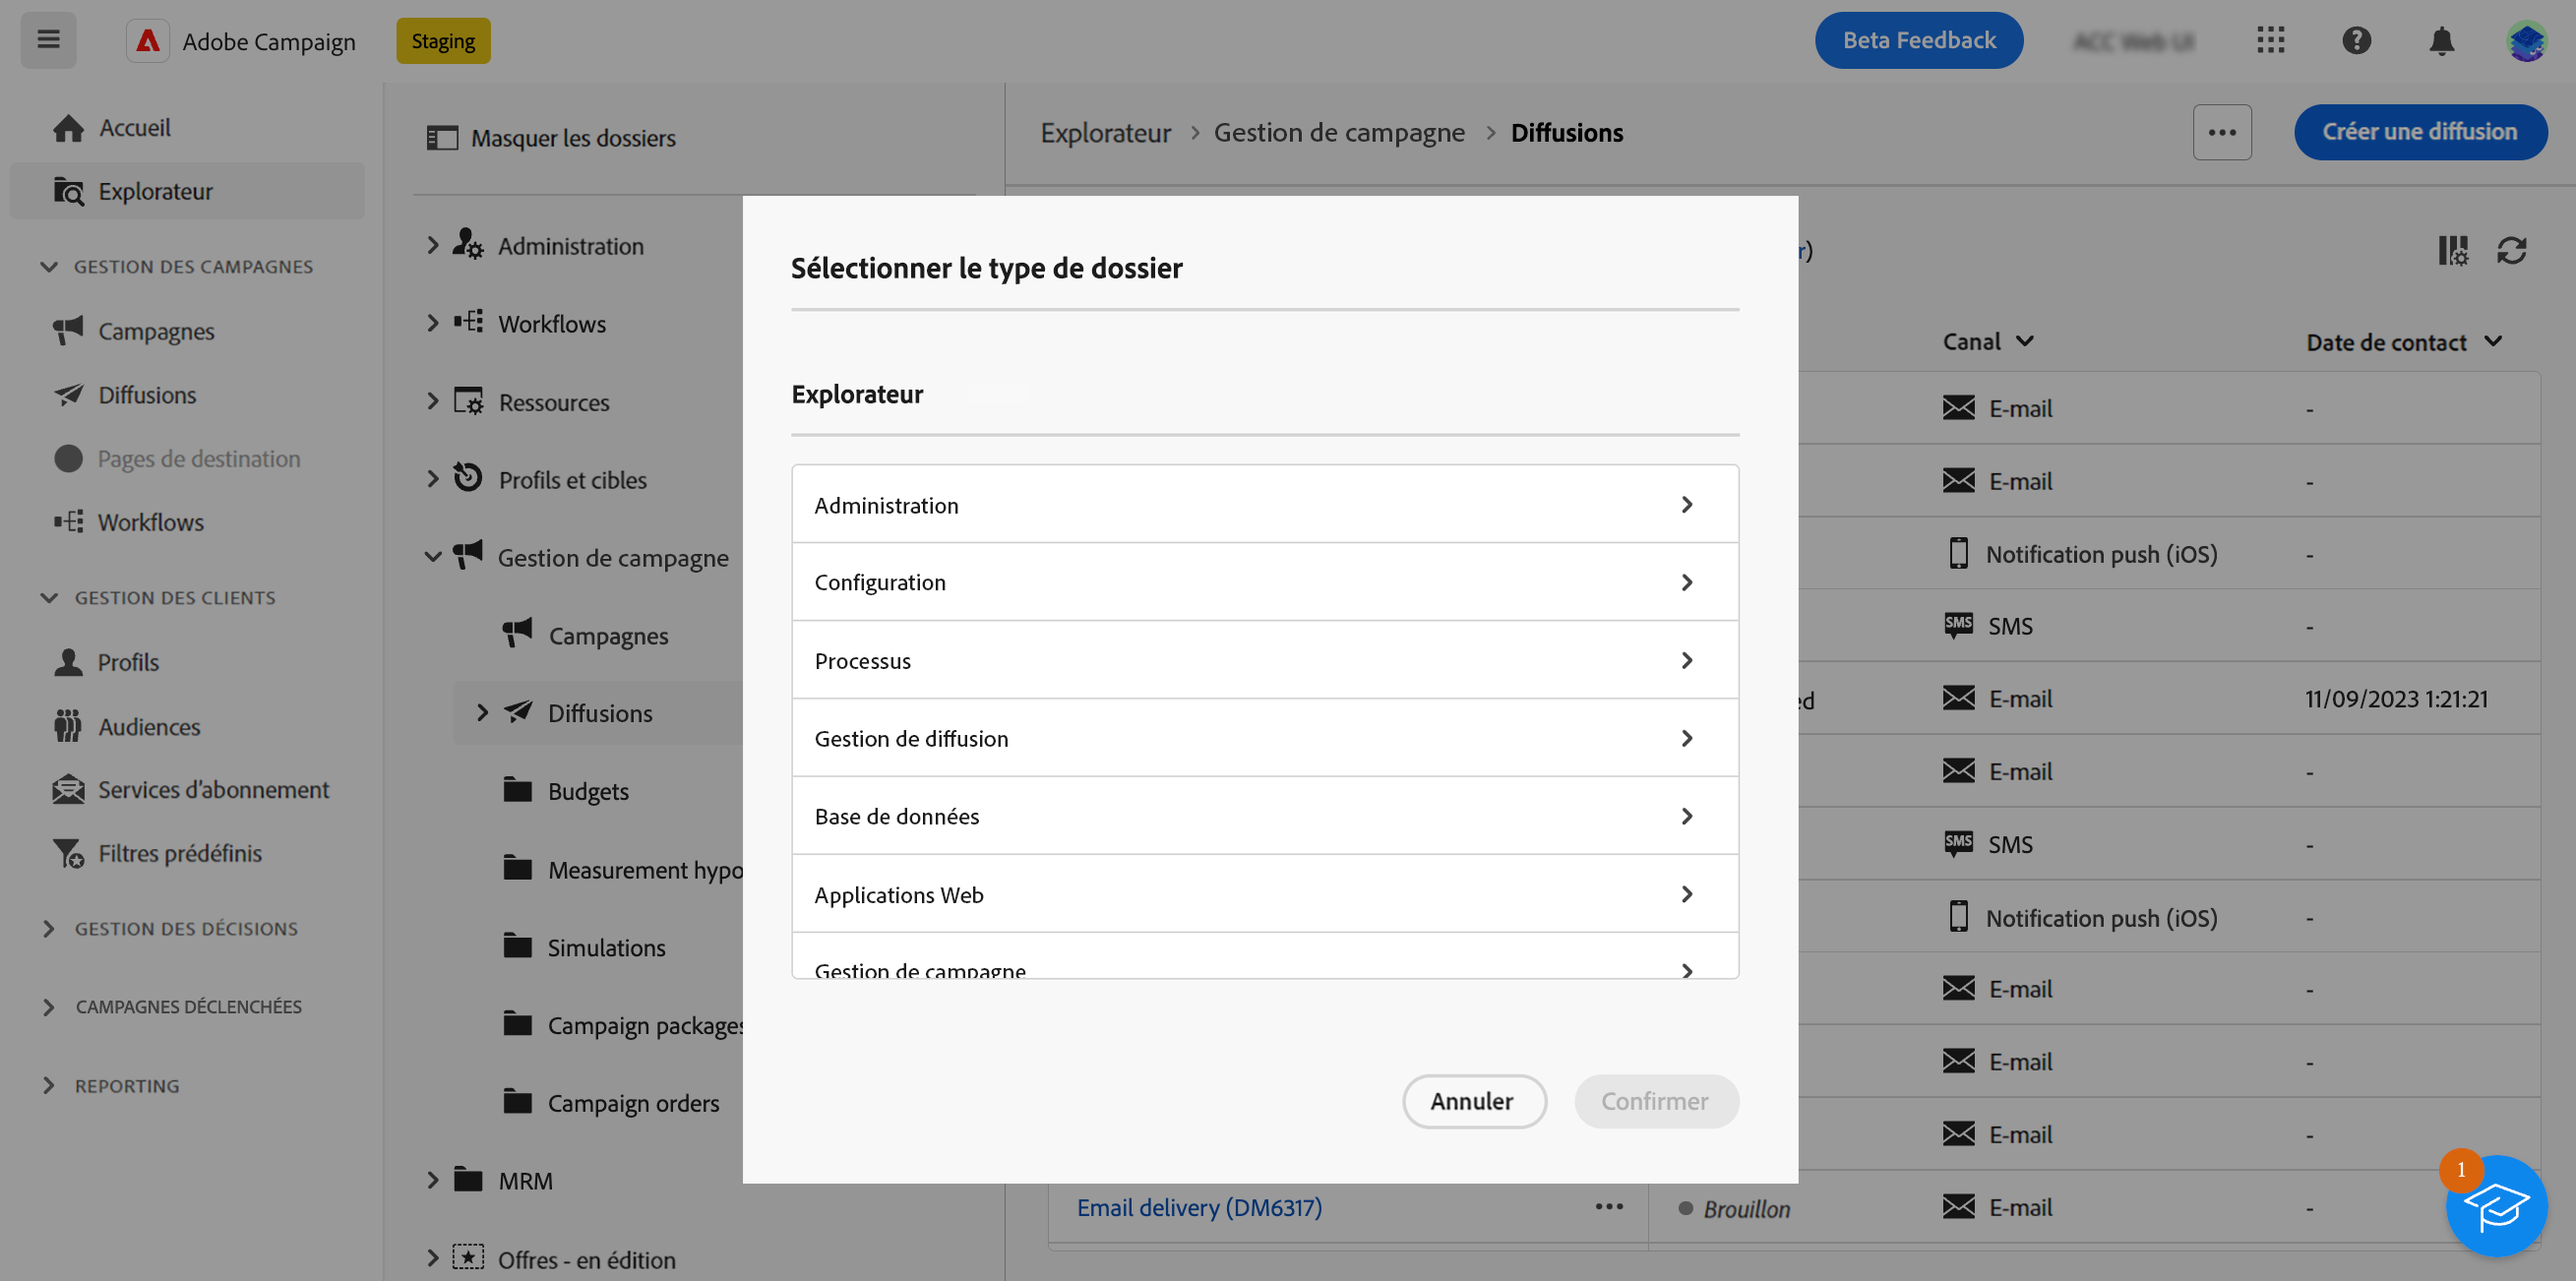 Adobe Campaign
Staging
Beta Feedback
Accueil
Explorateur
GESTION DES CAMPAGNES
Campagnes
Diffusions
Pages de destination
Workflows
GESTION DES CLIENTS
Profils
Audiences
Services d'abonnement
Filtres prédéfinis
GESTION DES DÉCISIONS
CAMPAGNES DÉCLENCHÉES
REPORTING
Masquer les dossiers
Administration
Workflows
Ressources
Profils et cibles
Gestion de campagne
Campagnes
Diffusions
Budgets
Measurement hypo
Simulations
Campaign packages
Campaign orders
MRM
Offres - en édition
Explorateur > Gestion de campagne > Diffusions
Créer une diffusion
r)
Canal
Date de contact
E-mail -
E-mail -
Notification push (iOS) -
SMS SMS -
ed E-mail 11/09/2023 1:21:21
E-mail -
SMS SMS -
Notification push (iOS) -
E-mail -
E-mail -
E-mail -
Email delivery (DM6317) Brouillon E-mail -
1
Sélectionner le type de dossier
Explorateur
Administration
Configuration
Processus
Gestion de diffusion
Base de données
Applications Web
Gestion de campagne
Annuler
Confirmer